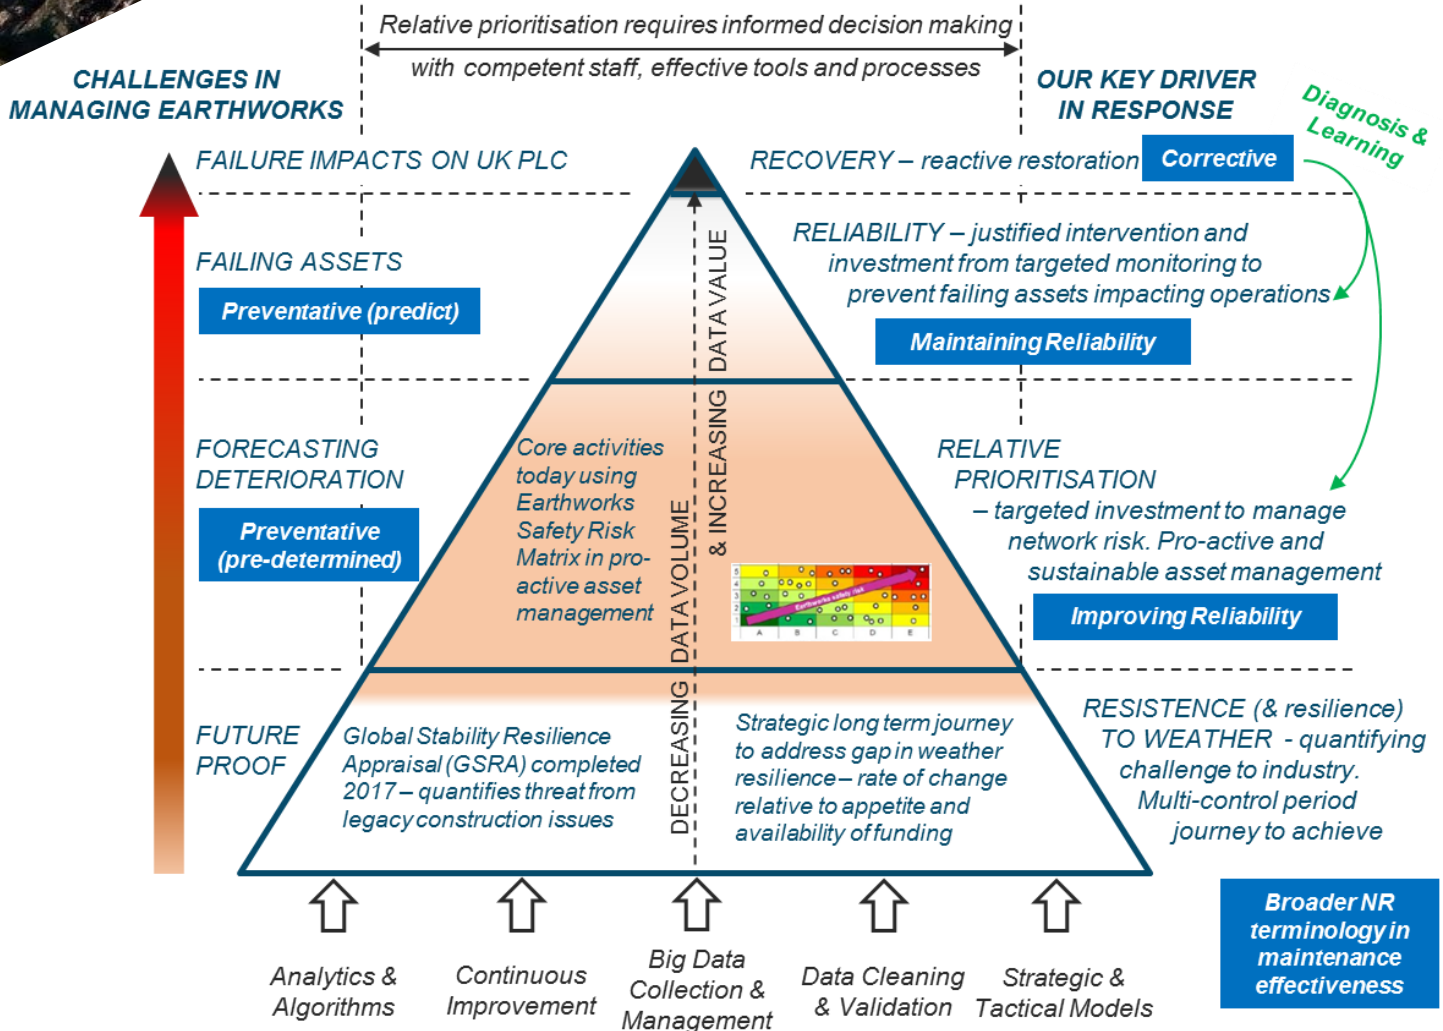 Relative prioritisation requires informed decision making
with competent staff, effective tools and processes
CHALLENGES IN
MANAGING EARTHWORKS
OUR KEY DRIVER
IN RESPONSE
Diagnosis &
Learning
FAILURE IMPACTS ON UK PLC
RECOVERY – reactive restoration
Corrective
FAILING ASSETS
Preventative (predict)
RELIABILITY – justified intervention and
investment from targeted monitoring to
prevent failing assets impacting operations
Maintaining Reliability
FORECASTING
DETERIORATION
Preventative
(pre-determined)
Core activities
today using
Earthworks
Safety Risk
Matrix in pro-
active asset
management
DECREASING DATA VOLUME
& INCREASING DATA VALUE
5
4
3
2
1
Earthworks safety risk
A B C D E
RELATIVE
PRIORITISATION
– targeted investment to manage
network risk. Pro-active and
sustainable asset management
Improving Reliability
FUTURE
PROOF
Global Stability Resilience
Appraisal (GSRA) completed
2017 – quantifies threat from
legacy construction issues
Strategic long term journey
to address gap in weather
resilience – rate of change
relative to appetite and
availability of funding
RESISTENCE (& resilience)
TO WEATHER - quantifying
challenge to industry.
Multi-control period
journey to achieve
Analytics &
Algorithms
Continuous
Improvement
Big Data
Collection &
Management
Data Cleaning
& Validation
Strategic &
Tactical Models
Broader NR
terminology in
maintenance
effectiveness